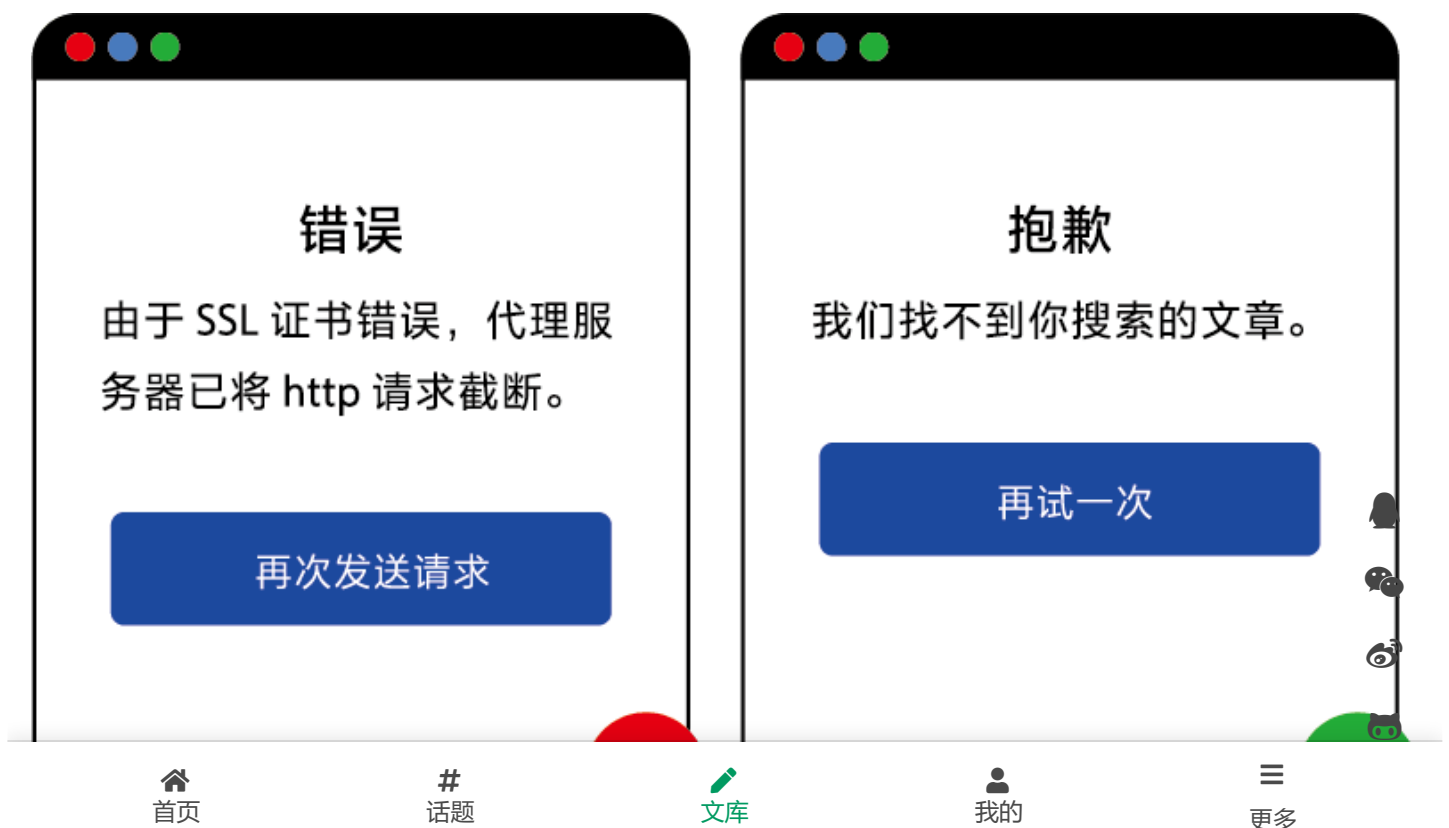 错误
由于 SSL 证书错误，代理服
务器已将 http 请求截断。
再次发送请求
抱歉
我们找不到你搜索的文章。
再试一次
首页
话题
文库
我的
更多